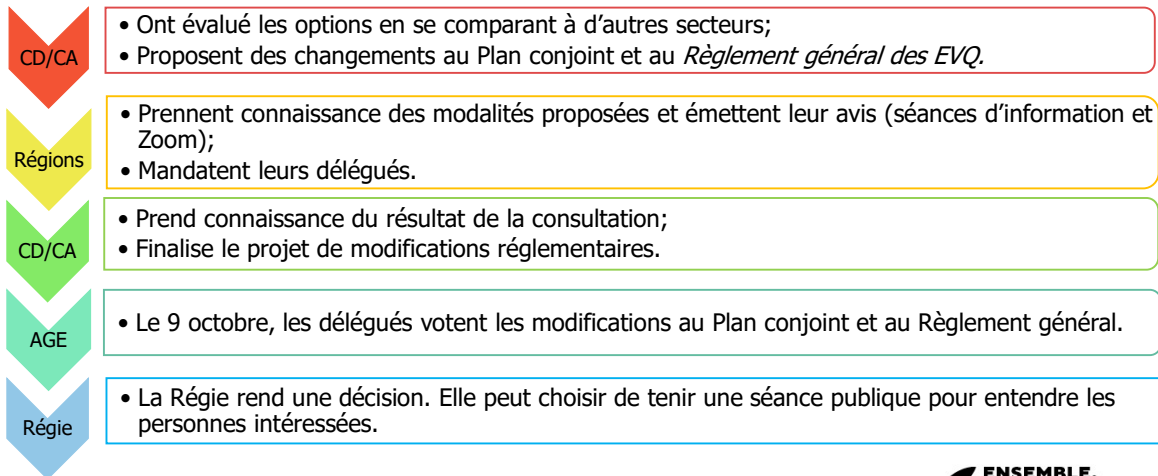 CD/CA
• Ont évalué les options en se comparant à d’autres secteurs;
• Proposent des changements au Plan conjoint et au Règlement général des EVQ.
Régions
• Prennent connaissance des modalités proposées et émettent leur avis (séances d’information et
Zoom);
• Mandatent leurs délégués.
CD/CA
• Prend connaissance du résultat de la consultation;
• Finalise le projet de modifications réglementaires.
AGE
• Le 9 octobre, les délégués votent les modifications au Plan conjoint et au Règlement général.
Régie
• La Régie rend une décision. Elle peut choisir de tenir une séance publique pour entendre les
personnes intéressées.
ENSEMBLE,